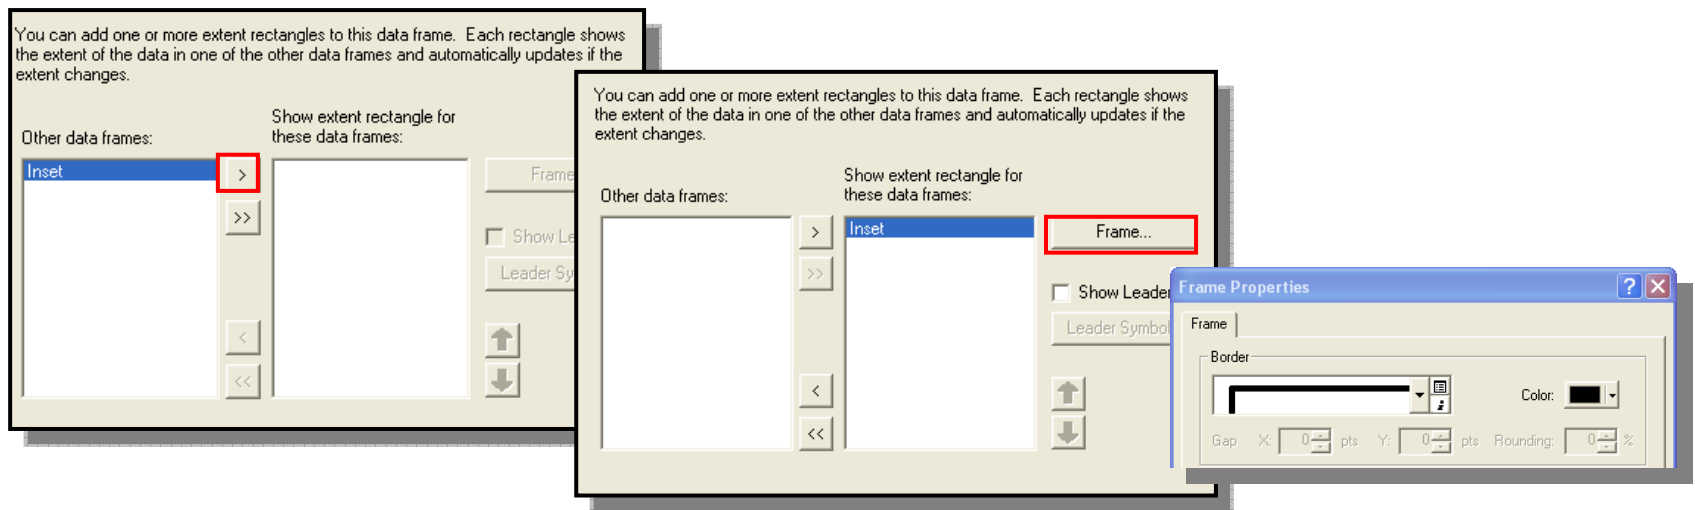 You can add one or more extent rectangles to this data frame.  Each rectangle shows
the extent of the data in one of the other data frames and automatically updates if the
extent changes.
Other data frames:
Show extent rectangle for
these data frames:
Inset
>
>>
<
<<
Frame
Show Le
Leader Sy
You can add one or more extent rectangles to this data frame.  Each rectangle shows
the extent of the data in one of the other data frames and automatically updates if the
extent changes.
Other data frames:
Show extent rectangle for
these data frames:
>
>>
<
<<
Inset
Frame...
Show Leader
Leader Symbol
Frame Properties
?
Frame
Border
i
Color:
Gap X: 0 pts Y: 0 pts Rounding: 0 %